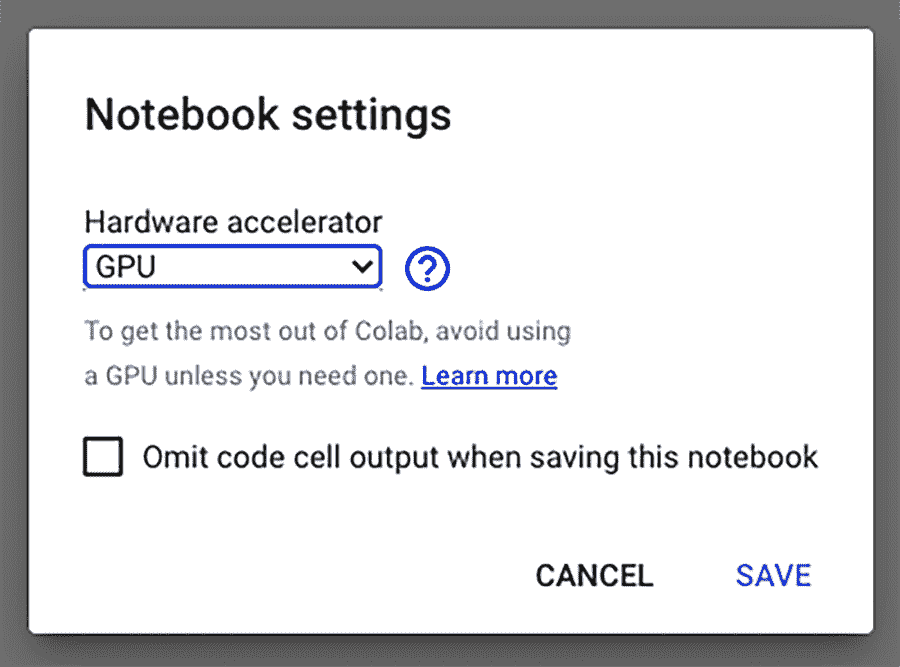 Notebook settings
Hardware accelerator
GPU
?
To get the most out of Colab, avoid using
a GPU unless you need one. Learn more
Omit code cell output when saving this notebook
CANCEL SAVE